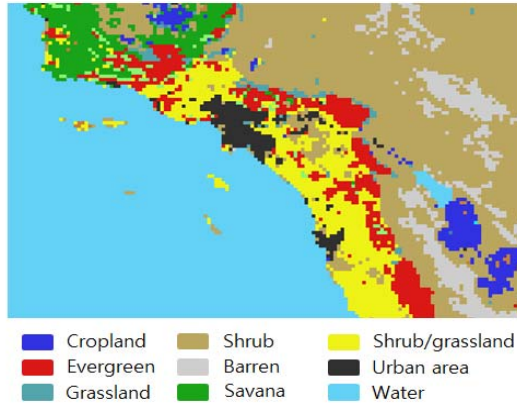 Cropland Shrub Shrub/grassland
Evergreen Barren Urban area
Grassland Savana Water